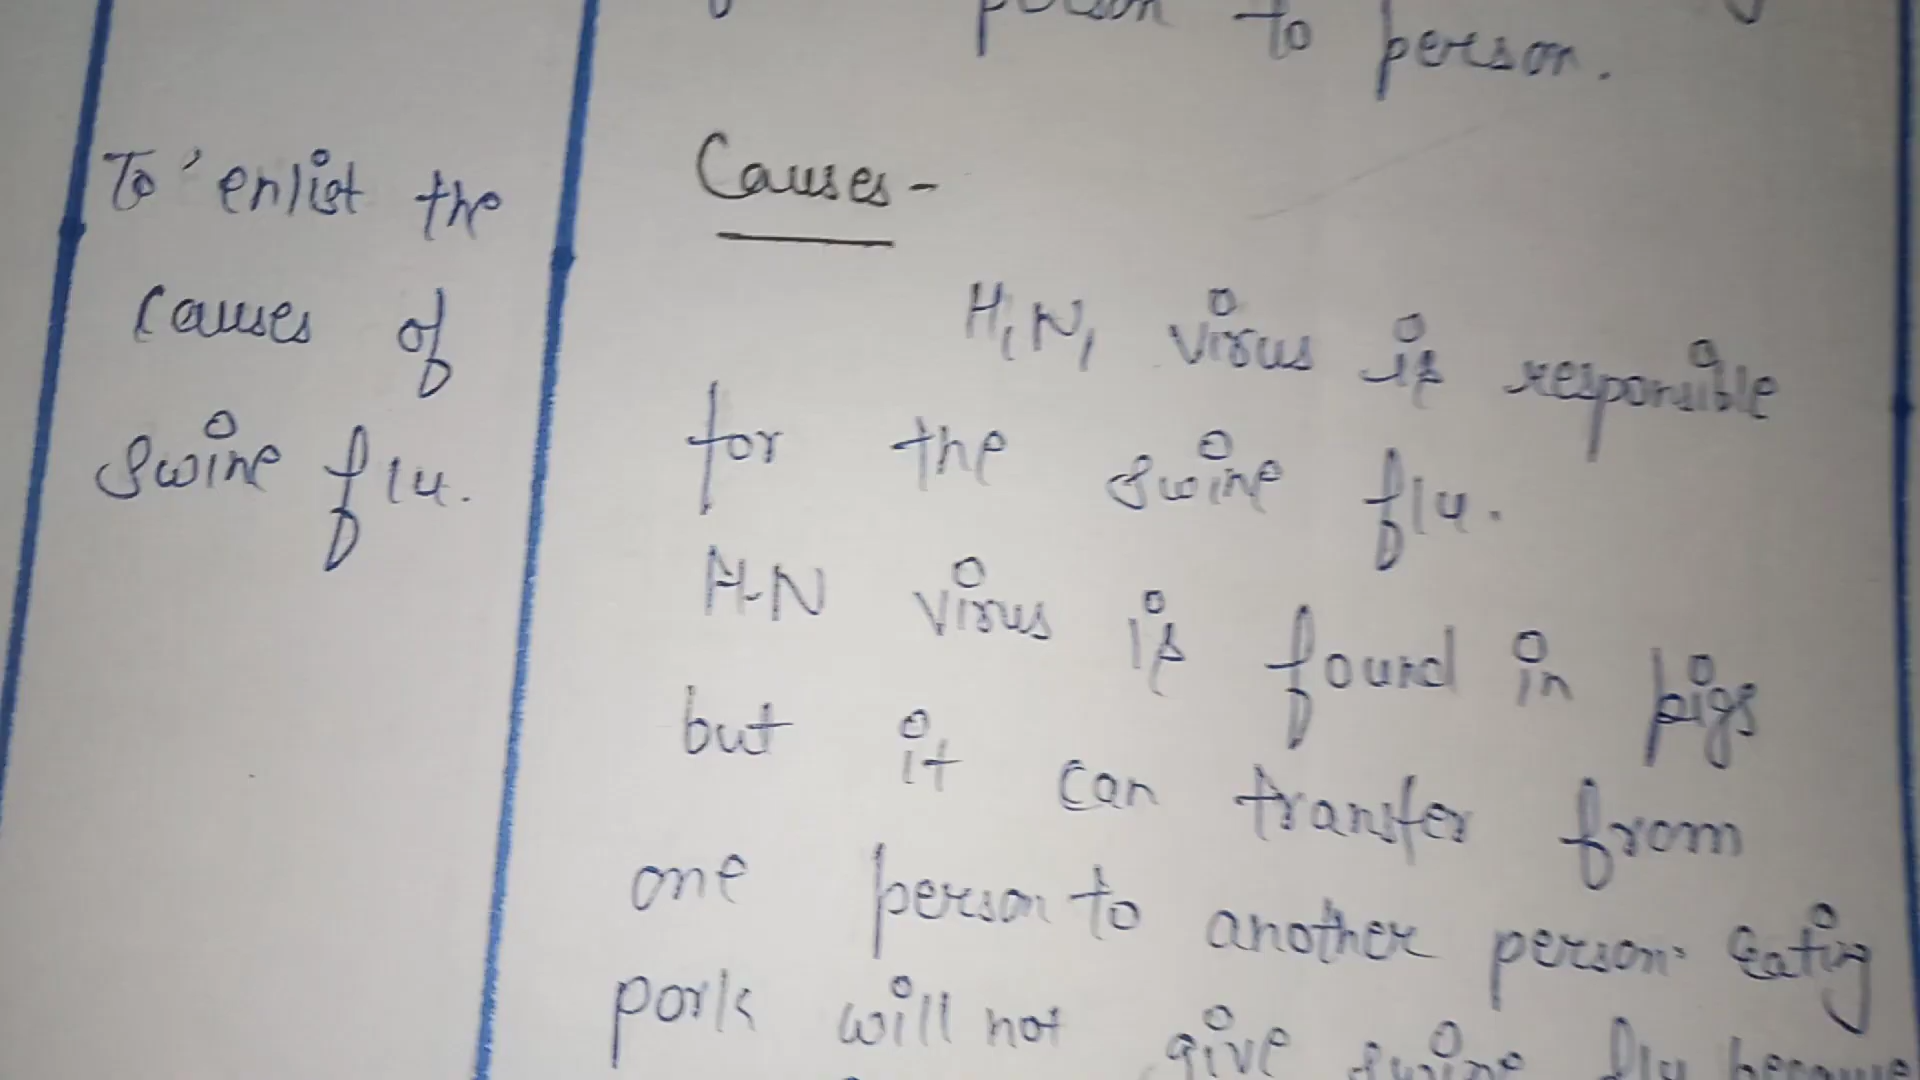 person to person.
To enlist the
causes of
swine flu.
Causes-
H1N1 virus is responsible
for the swine flu.
H-N virus is found in pigs
but it can transfer from
one person to another person. Eating
pork will not give swine flu because